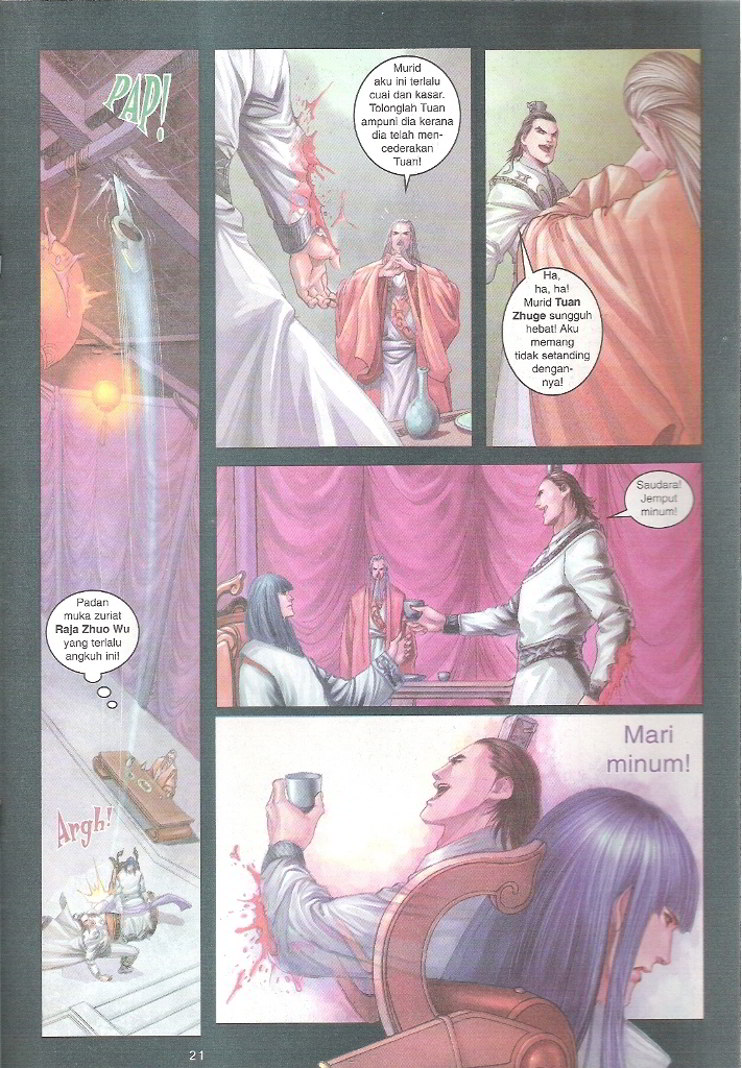 PAP!
Padan
muka zuriat
Raja Zhuo Wu
yang terlalu
angkuh ini!
Argh!
Murid
aku ini terlalu
cuai dan kasar.
Tolonglah Tuan
ampuni dia kerana
dia telah men-
cederakan
Tuan!
Ha,
ha, ha!
Murid Tuan
Zhuge sungguh
hebat! Aku
memang
tidak setanding
dengan-
nya!
Saudara!
Jemput
minum!
Mari
minum!
21